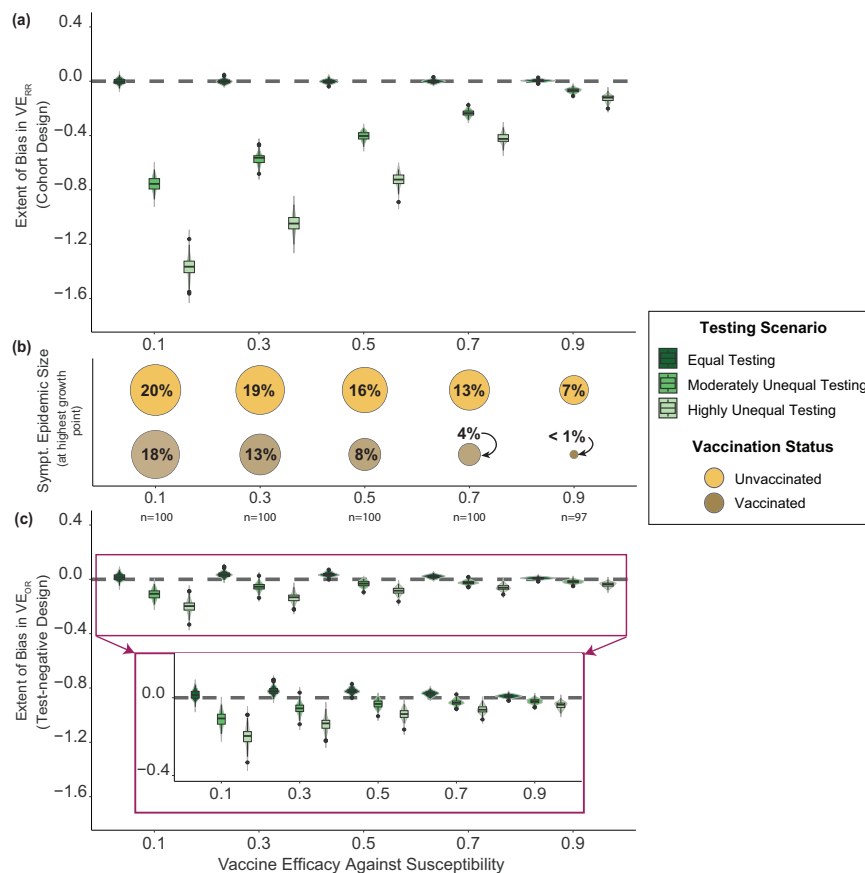 (a)
0.4
0.0
−0.4
−0.8
−1.2
−1.6
Extent of Bias in VE_RR
(Cohort Design)
0.1 0.3 0.5 0.7 0.9
(b)
Sympt. Epidemic Size
(at highest growth
point)
20% 19% 16% 13% 7%
18% 13% 8% 4% < 1%
0.1 0.3 0.5 0.7 0.9
n=100 n=100 n=100 n=100 n=97
(c)
0.4
0.0
−0.4
−0.8
−1.2
−1.6
Extent of Bias in VE_OR
(Test-negative Design)
0.0
−0.4
0.1 0.3 0.5 0.7 0.9
0.1 0.3 0.5 0.7 0.9
Vaccine Efficacy Against Susceptibility
Testing Scenario
Equal Testing
Moderately Unequal Testing
Highly Unequal Testing
Vaccination Status
Unvaccinated
Vaccinated